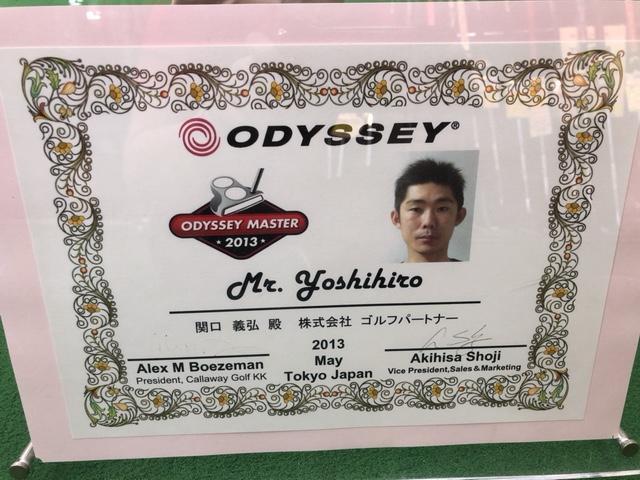 ODYSSEY®
ODYSSEY MASTER
2013
Mr. Yoshihiro
関口 義弘 殿 株式会社 ゴルフパートナー
2013
May
Tokyo Japan
Alex M Boezeman
President, Callaway Golf KK
Akihisa Shoji
Vice President,Sales & Marketing